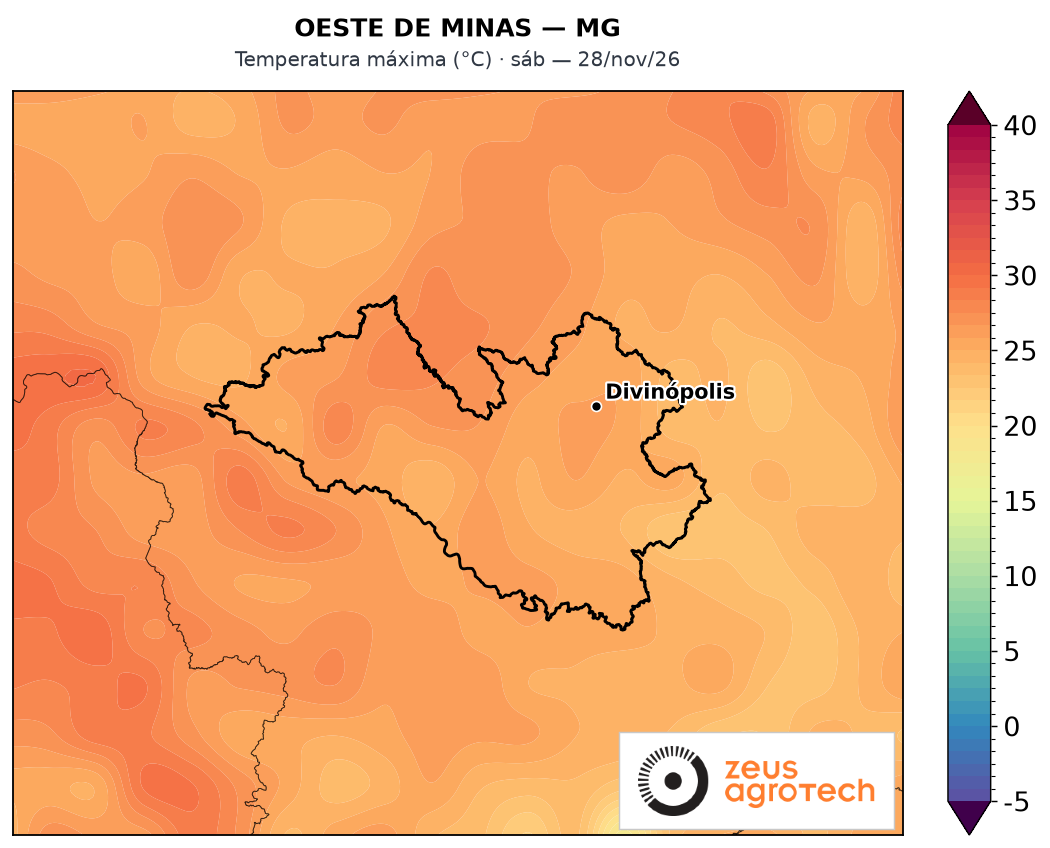 OESTE DE MINAS — MG
Temperatura máxima (°C) · sáb — 28/nov/26
40
35
30
25
20
15
10
5
0
-5
Divinópolis
zeus
agrotech